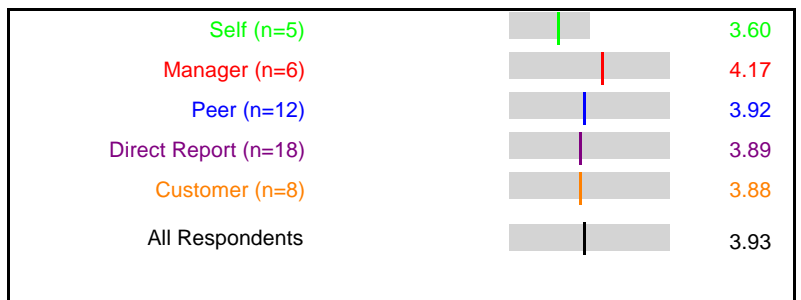 Self (n=5) 3.60
Manager (n=6) 4.17
Peer (n=12) 3.92
Direct Report (n=18) 3.89
Customer (n=8) 3.88
All Respondents 3.93